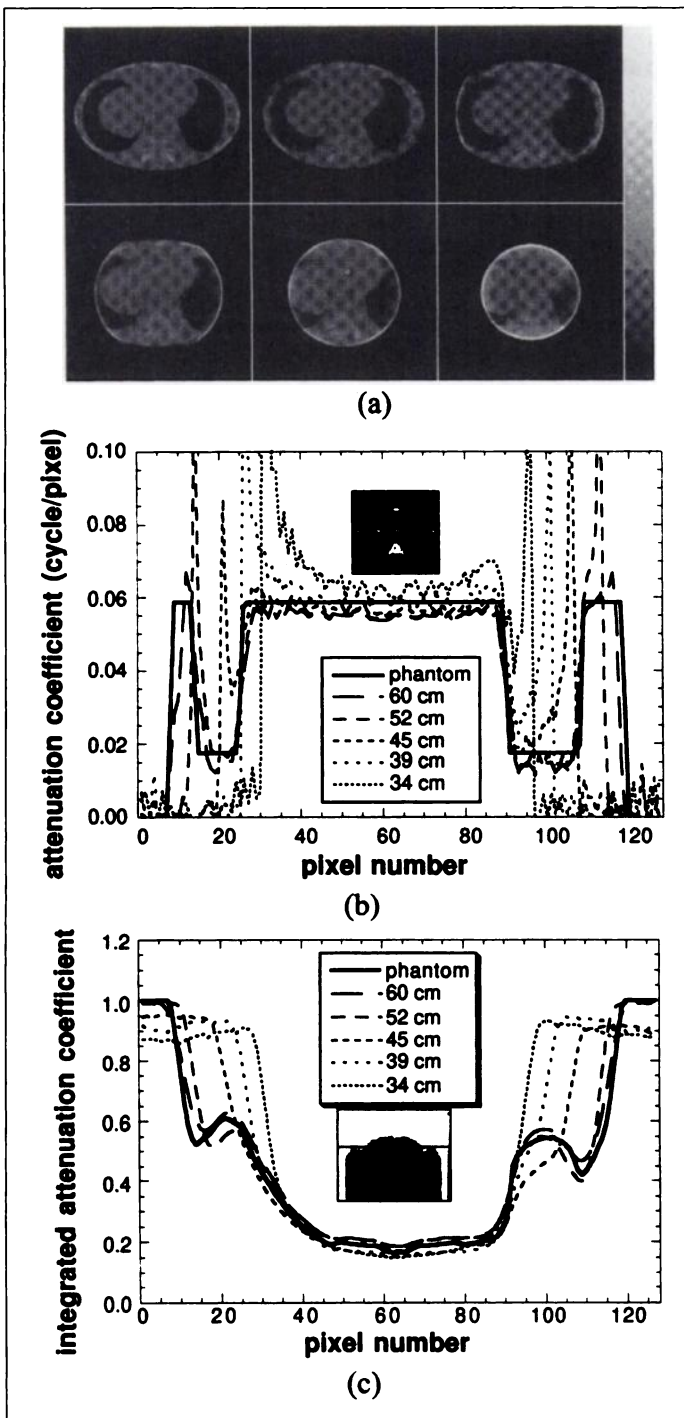 (a)
attenuation coefficient (cycle/pixel)
0.10
0.08
0.06
0.04
0.02
0.00
phantom
60 cm
52 cm
45 cm
39 cm
34 cm
0 20 40 60 80 100 120
pixel number
(b)
integrated attenuation coefficient
1.2
1.0
0.8
0.6
0.4
0.2
0.0
phantom
60 cm
52 cm
45 cm
39 cm
34 cm
0 20 40 60 80 100 120
pixel number
(c)